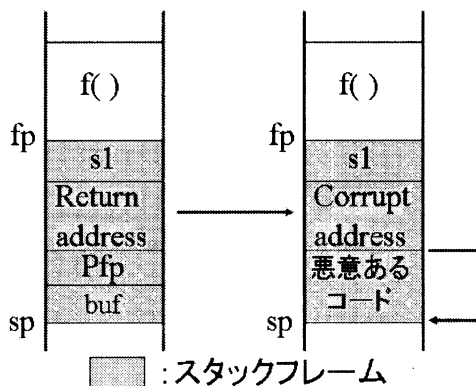 f( )
fp
s1
Return
address
Pfp
buf
sp
f( )
fp
s1
Corrupt
address
悪意ある
コード
sp
:スタックフレーム